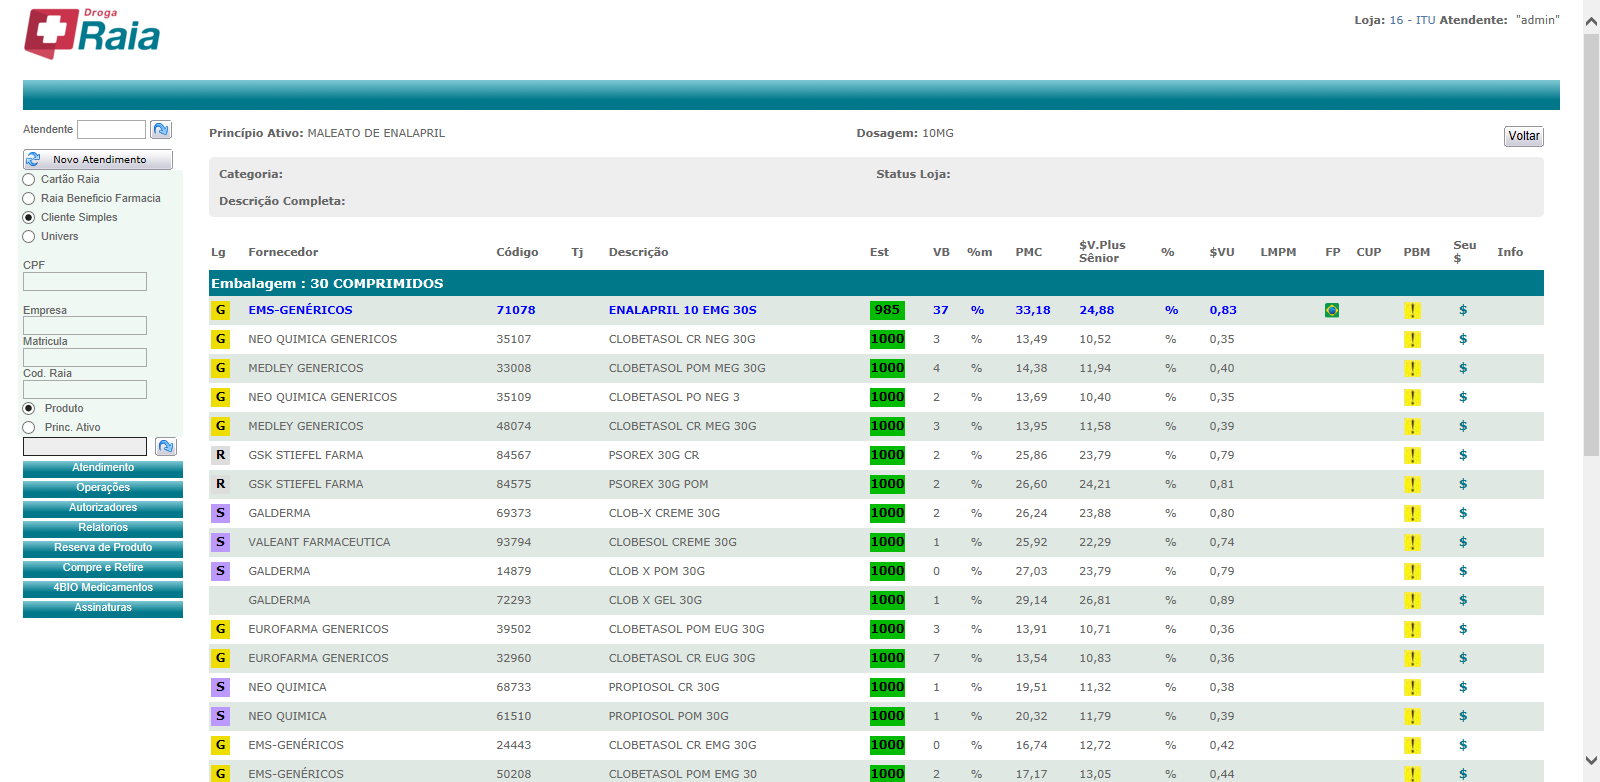 Droga
Raia
Loja: 16 - ITU Atendente: "admin"
Atendente
Novo Atendimento
Cartão Raia
Raia Beneficio Farmacia
Cliente Simples
Univers
CPF
Empresa
Matricula
Cod. Raia
Produto
Princ. Ativo
Atendimento
Operações
Autorizadores
Relatorios
Reserva de Produto
Compre e Retire
4BIO Medicamentos
Assinaturas
Princípio Ativo: MALEATO DE ENALAPRIL Dosagem: 10MG Voltar
Categoria: Status Loja:
Descrição Completa:
Lg Fornecedor Código Tj Descrição Est VB %m PMC $V.Plus Sênior % $VU LMPM FP CUP PBM Seu $ Info
Embalagem : 30 COMPRIMIDOS
G EMS-GENÉRICOS 71078 ENALAPRIL 10 EMG 30S 985 37 % 33,18 24,88 % 0,83 ! $
G NEO QUIMICA GENERICOS 35107 CLOBETASOL CR NEG 30G 1000 3 % 13,49 10,52 % 0,35 ! $
G MEDLEY GENERICOS 33008 CLOBETASOL POM MEG 30G 1000 4 % 14,38 11,94 % 0,40 ! $
G NEO QUIMICA GENERICOS 35109 CLOBETASOL PO NEG 3 1000 2 % 13,69 10,40 % 0,35 ! $
G MEDLEY GENERICOS 48074 CLOBETASOL CR MEG 30G 1000 3 % 13,95 11,58 % 0,39 ! $
R GSK STIEFEL FARMA 84567 PSOREX 30G CR 1000 2 % 25,86 23,79 % 0,79 ! $
R GSK STIEFEL FARMA 84575 PSOREX 30G POM 1000 2 % 26,60 24,21 % 0,81 ! $
S GALDERMA 69373 CLOB-X CREME 30G 1000 2 % 26,24 23,88 % 0,80 ! $
S VALEANT FARMACEUTICA 93794 CLOBESOL CREME 30G 1000 1 % 25,92 22,29 % 0,74 ! $
S GALDERMA 14879 CLOB X POM 30G 1000 0 % 27,03 23,79 % 0,79 ! $
GALDERMA 72293 CLOB X GEL 30G 1000 1 % 29,14 26,81 % 0,89 ! $
G EUROFARMA GENERICOS 39502 CLOBETASOL POM EUG 30G 1000 3 % 13,91 10,71 % 0,36 ! $
G EUROFARMA GENERICOS 32960 CLOBETASOL CR EUG 30G 1000 7 % 13,54 10,83 % 0,36 ! $
S NEO QUIMICA 68733 PROPIOSOL CR 30G 1000 1 % 19,51 11,32 % 0,38 ! $
S NEO QUIMICA 61510 PROPIOSOL POM 30G 1000 1 % 20,32 11,79 % 0,39 ! $
G EMS-GENÉRICOS 24443 CLOBETASOL CR EMG 30G 1000 0 % 16,74 12,72 % 0,42 ! $
G EMS-GENÉRICOS 50208 CLOBETASOL POM EMG 30 1000 2 % 17,17 13,05 % 0,44 ! $